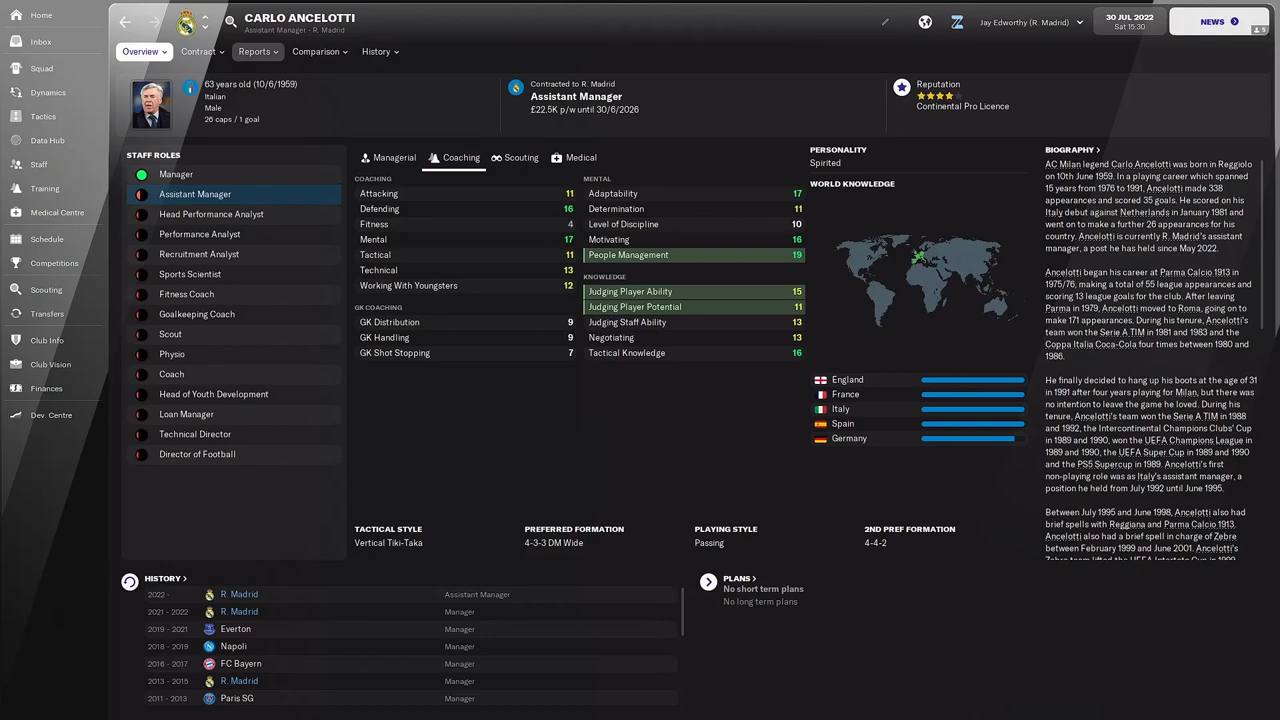 Home
CARLO ANCELOTTI
Assistant Manager - R. Madrid
Jay Edworthy (R. Madrid)
30 JUL 2022
Sat 15:30
NEWS
5
Inbox
Squad
Dynamics
Tactics
Data Hub
Staff
Training
Medical Centre
Schedule
Competitions
Scouting
Transfers
Club Info
Club Vision
Finances
Dev. Centre
Overview
Contract
Reports
Comparison
History
63 years old (10/6/1959)
Italian
Male
26 caps / 1 goal
Contracted to R. Madrid
Assistant Manager
£22.5K p/w until 30/6/2026
Reputation
Continental Pro Licence
STAFF ROLES
Manager
Assistant Manager
Head Performance Analyst
Performance Analyst
Recruitment Analyst
Sports Scientist
Fitness Coach
Goalkeeping Coach
Scout
Physio
Coach
Head of Youth Development
Loan Manager
Technical Director
Director of Football
Managerial
Coaching
Scouting
Medical
COACHING
Attacking 11
Defending 16
Fitness 4
Mental 17
Tactical 11
Technical 13
Working With Youngsters 12
GK COACHING
GK Distribution 9
GK Handling 9
GK Shot Stopping 7
MENTAL
Adaptability 17
Determination 11
Level of Discipline 10
Motivating 16
People Management 19
KNOWLEDGE
Judging Player Ability 15
Judging Player Potential 11
Judging Staff Ability 13
Negotiating 13
Tactical Knowledge 16
TACTICAL STYLE
Vertical Tiki-Taka
PREFERRED FORMATION
4-3-3 DM Wide
PLAYING STYLE
Passing
2ND PREF FORMATION
4-4-2
PERSONALITY
Spirited
WORLD KNOWLEDGE
England
France
Italy
Spain
Germany
BIOGRAPHY
AC Milan legend Carlo Ancelotti was born in Reggiolo
on 10th June 1959. In a playing career which spanned
15 years from 1976 to 1991, Ancelotti made 338
appearances and scored 35 goals. He scored on his
Italy debut against Netherlands in January 1981 and
went on to make a further 26 appearances for his
country. Ancelotti is currently R. Madrid's assistant
manager, a post he has held since May 2022.
Ancelotti began his career at Parma Calcio 1913 in
1975/76, making a total of 55 league appearances and
scoring 13 league goals for the club. After leaving
Parma in 1979, Ancelotti moved to Roma, going on to
make 171 appearances. During his tenure, Ancelotti's
team won the Serie A TIM in 1981 and 1983 and the
Coppa Italia Coca-Cola four times between 1980 and
1986.
He finally decided to hang up his boots at the age of 31
in 1991 after four years playing for Milan, but there was
no intention to leave the game he loved. During his
tenure, Ancelotti's team won the Serie A TIM in 1988
and 1992, the Intercontinental Champions Clubs' Cup
in 1989 and 1990, won the UEFA Champions League in
in 1989 and 1990, the UEFA Super Cup in 1989 and 1990
and the PS5 Supercup in 1989. Ancelotti's first
non-playing role was as Italy's assistant manager, a
position he held from July 1992 until June 1995.
Between July 1995 and June 1998, Ancelotti also had
brief spells with Reggiana and Parma Calcio 1913.
Ancelotti also had a brief spell in charge of Zebre
between February 1999 and June 2001. Ancelotti's
HISTORY
2022 - R. Madrid Assistant Manager
2021 - 2022 R. Madrid Manager
2019 - 2021 Everton Manager
2018 - 2019 Napoli Manager
2016 - 2017 FC Bayern Manager
2013 - 2015 R. Madrid Manager
2011 - 2013 Paris SG Manager
PLANS
No short term plans
No long term plans